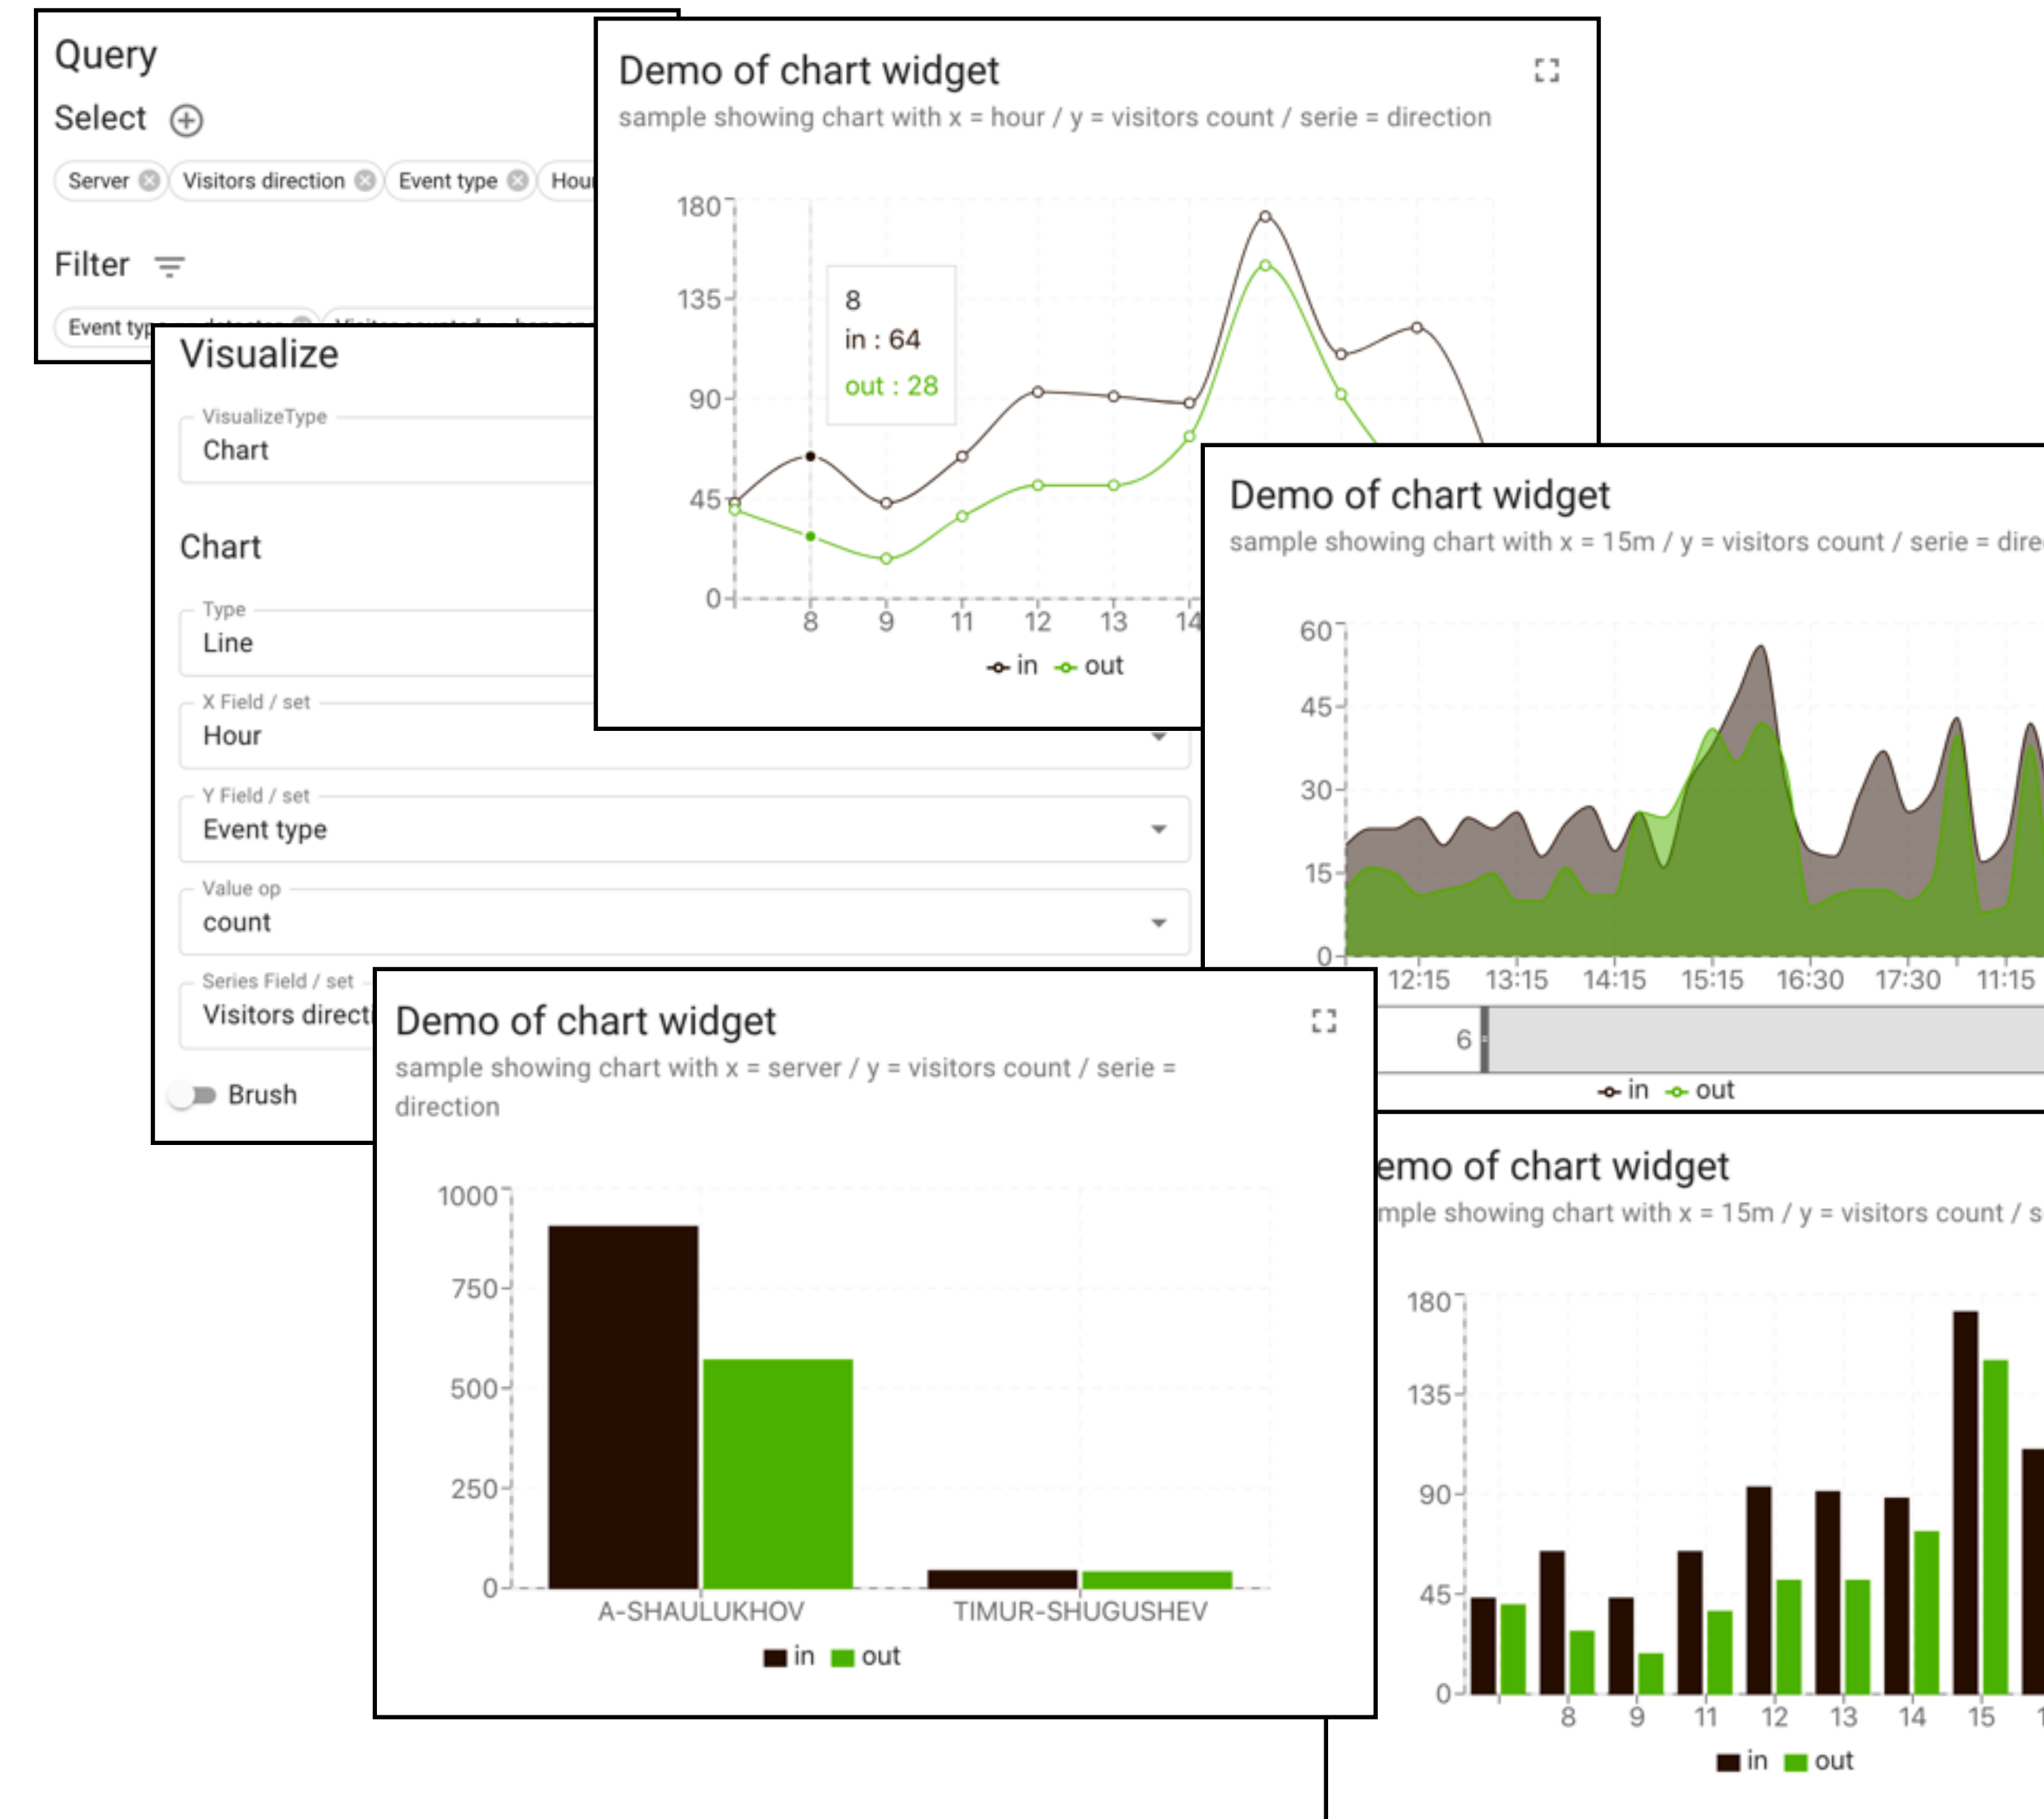 Query
Select
Server Visitors direction Event type Hou
Filter
Event typ
Visualize
VisualizeType
Chart
Chart
Type
Line
X Field / set
Hour
Y Field / set
Event type
Value op
count
Series Field / set
Visitors directi
Brush
Demo of chart widget
sample showing chart with x = hour / y = visitors count / serie = direction
180
135
90
45
0
8
in : 64
out : 28
8 9 11 12 13 14
in out
Demo of chart widget
sample showing chart with x = 15m / y = visitors count / serie = dire
60
45
30
15
0
12:15 13:15 14:15 15:15 16:30 17:30 11:15
6
in out
Demo of chart widget
sample showing chart with x = server / y = visitors count / serie =
direction
1000
750
500
250
0
A-SHAULUKHOV TIMUR-SHUGUSHEV
in out
emo of chart widget
mple showing chart with x = 15m / y = visitors count / s
180
135
90
45
0
8 9 11 12 13 14 15 1
in out